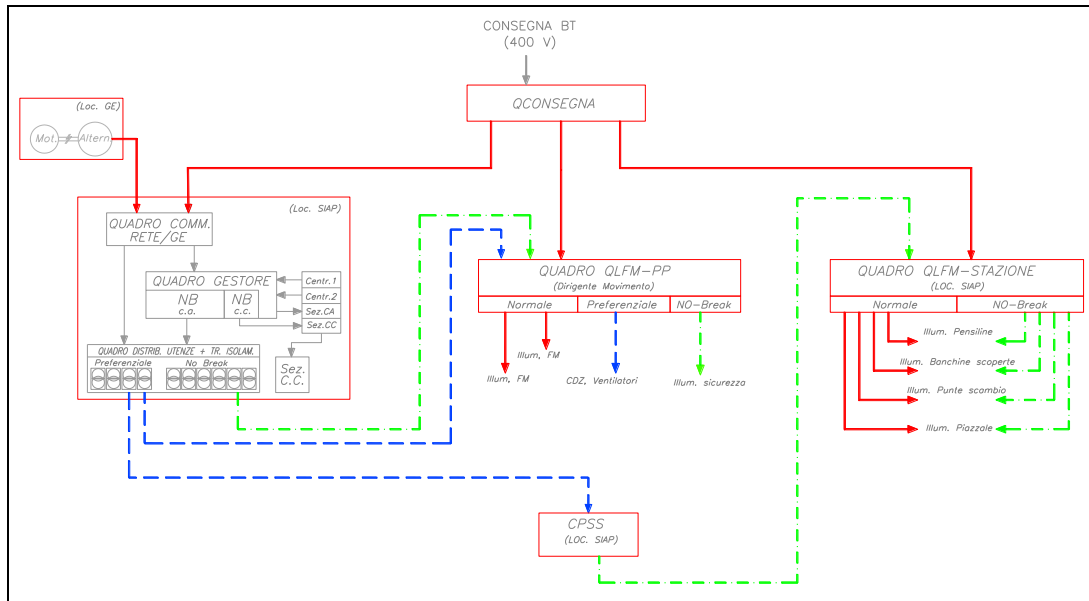 CONSEGNA BT
(400 V)
QCONSEGNA
(Loc. GE)
Mot.
Altern
(Loc. SIAP)
QUADRO COMM.
RETE/GE
QUADRO GESTORE
NB
c.a.
NB
c.c.
Centr.1
Centr.2
Sez.CA
Sez.CC
QUADRO DISTRIB. UTENZE + TR. ISOLAM.
Preferenziale
No Break
Sez.
C.C.
QUADRO QLFM-PP
(Dirigente Movimento)
Normale
Preferenziale
NO-Break
Illum, FM
Illum, FM
CDZ, Ventilatori
Illum. sicurezza
QUADRO QLFM-STAZIONE
(LOC. SIAP)
Normale
NO-Break
Illum. Pensiline
Illum. Banchine scoperte
Illum. Punte scambio
Illum. Piazzale
CPSS
(LOC. SIAP)